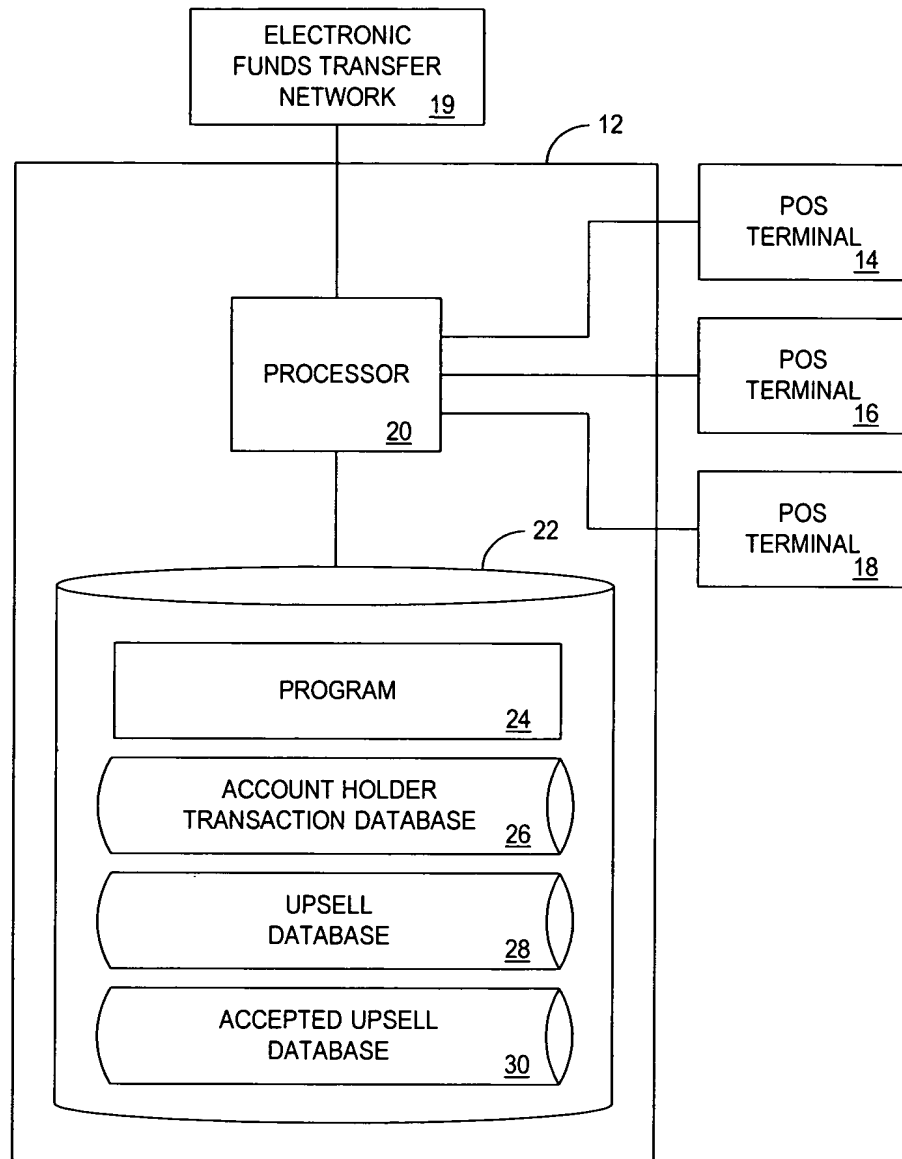 ELECTRONIC
FUNDS TRANSFER
NETWORK 19
12
POS
TERMINAL 14
PROCESSOR
20
POS
TERMINAL 16
POS
TERMINAL 18
22
PROGRAM
24
ACCOUNT HOLDER
TRANSACTION DATABASE
26
UPSELL
DATABASE
28
ACCEPTED UPSELL
DATABASE
30